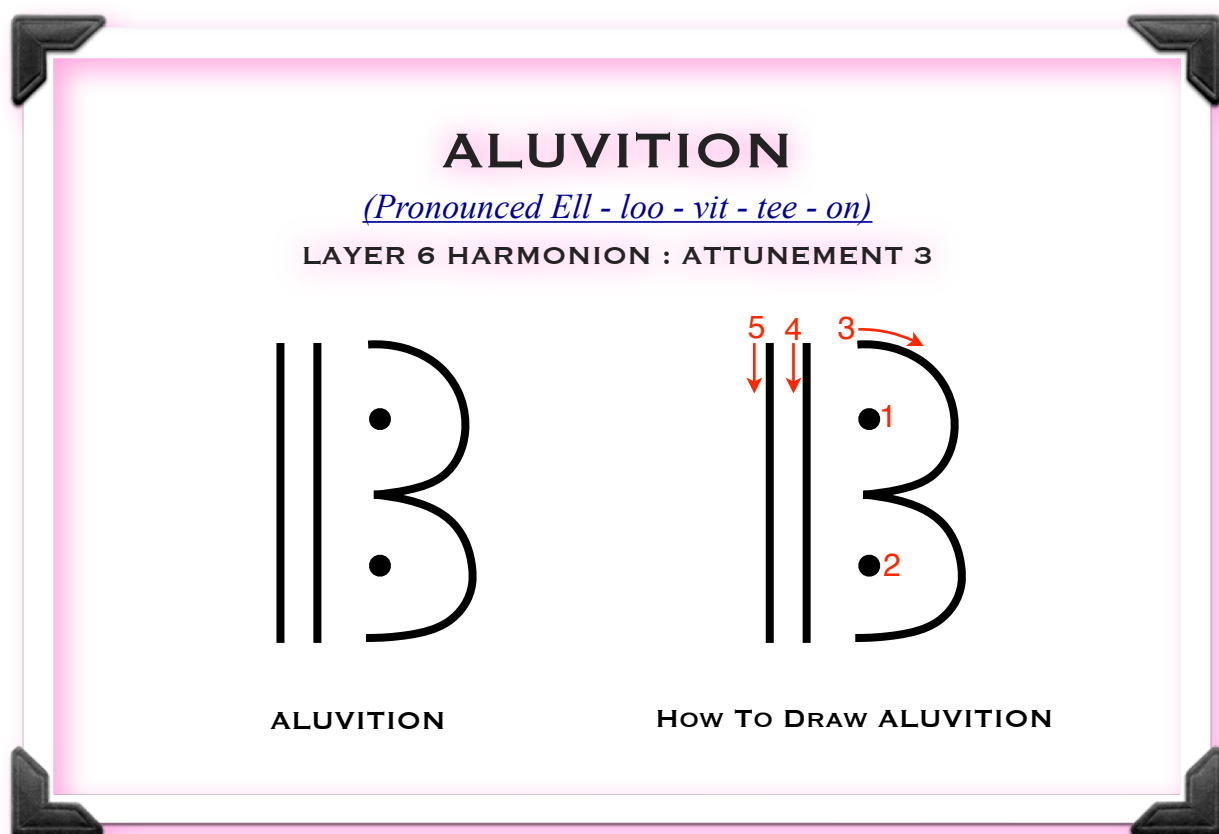 ALUVITION
(Pronounced Ell - loo - vit - tee - on)
LAYER 6 HARMONION : ATTUNEMENT 3
5 4 3
1
2
ALUVITION
How To Draw ALUVITION